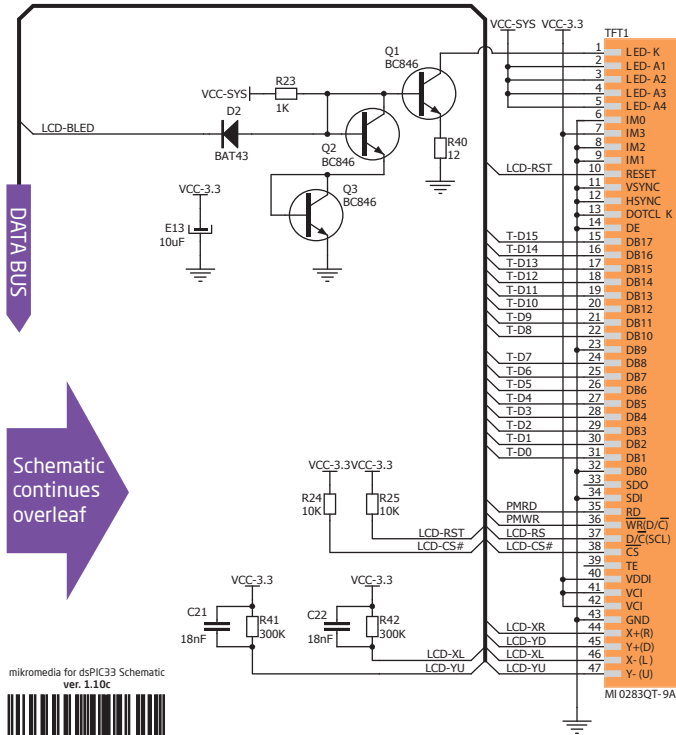 VCC-SYS VCC-3.3
TFT1
Q1
BC846
R23
VCC-SYS
1K
D2
LCD-BLED
BAT43
Q2
BC846
R40
12
Q3
BC846
VCC-3.3
E13
10uF
DATA BUS
Schematic
continues
overleaf
1 LED-K
2 LED-A1
3 LED-A2
4 LED-A3
5 LED-A4
6 IM0
7 IM3
8 IM2
9 IM1
LCD-RST 10 RESET
11 VSYNC
12 HSYNC
13 DOTCL K
14 DE
T-D15 15 DB17
T-D14 16 DB16
T-D13 17 DB15
T-D12 18 DB14
T-D11 19 DB13
T-D10 20 DB12
T-D9 21 DB11
T-D8 22 DB10
23 DB9
T-D7 24 DB8
T-D6 25 DB7
T-D5 26 DB6
T-D4 27 DB5
T-D3 28 DB4
T-D2 29 DB3
T-D1 30 DB2
T-D0 31 DB1
32 DB0
33 SDO
34 SDI
PMRD 35 RD
PMWR 36 WR(D/C)
LCD-RS 37 D/C(SCL)
LCD-CS# 38 CS
39 TE
40 VDDI
41 VCI
42 VCI
43 GND
LCD-XR 44 X+(R)
LCD-YD 45 Y+(D)
LCD-XL 46 X-(L)
LCD-YU 47 Y-(U)
MI0283QT-9A
VCC-3.3 VCC-3.3
R24
10K
R25
10K
LCD-RST
LCD-CS#
VCC-3.3
VCC-3.3
C21
18nF
R41
300K
C22
18nF
R42
300K
LCD-XL
LCD-YU
mikromedia for dsPIC33 Schematic
ver. 1.10c